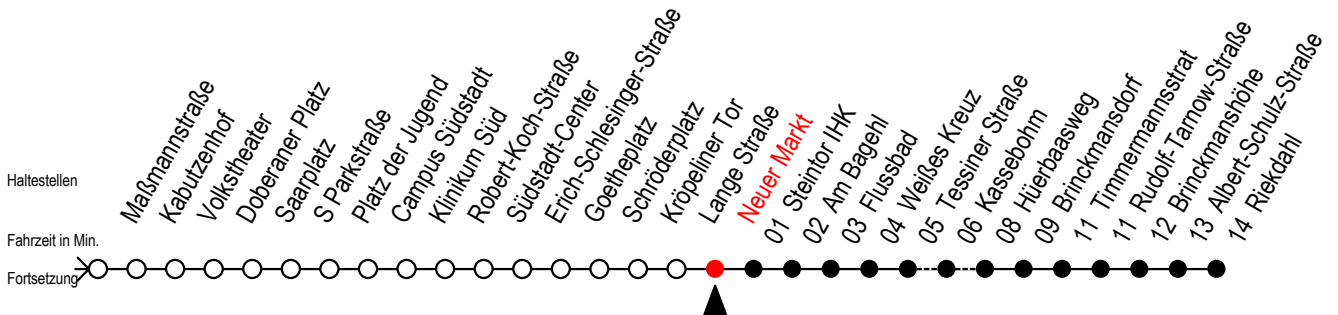 Haltestellen
Fahrzeit in Min.
Fortsetzung
Maßmannstraße
Kabutzenhof
Volkstheater
Doberaner Platz
Saarplatz
S Parkstraße
Platz der Jugend
Campus Südstadt
Klinikum Süd
Robert-Koch-Straße
Südstadt-Center
Erich-Schlesinger-Straße
Goetheplatz
Schröderplatz
Kröpeliner Tor
Lange Straße
Neuer Markt
01 Steintor IHK
02 Am Bagehl
03 Flussbad
04 Weißes Kreuz
05 Tessiner Straße
06 Kassebohm
08 Hüerbaasweg
09 Brinckmansdorf
11 Timmermannsstrat
11 Rudolf-Tarnow-Straße
12 Brinckmanshöhe
13 Albert-Schulz-Straße
14 Riekdahl